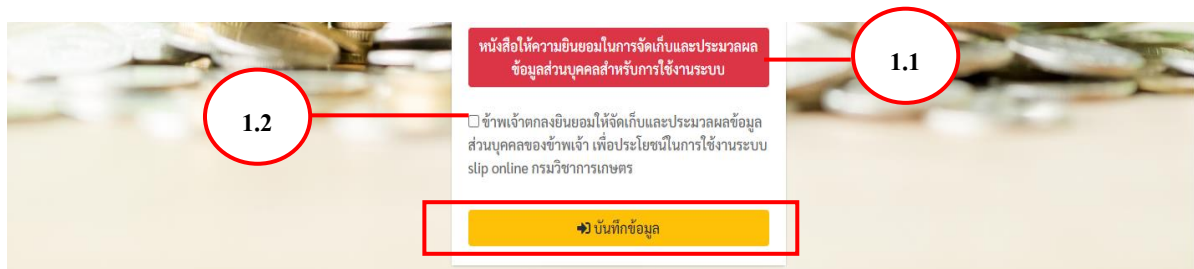 หนังสือให้ความยินยอมในการจัดเก็บและประมวลผล
ข้อมูลส่วนบุคคลสำหรับการใช้งานระบบ
1.1
1.2
ข้าพเจ้าตกลงยินยอมให้จัดเก็บและประมวลผลข้อมูล
ส่วนบุคคลของข้าพเจ้า เพื่อประโยชน์ในการใช้งานระบบ
slip online กรมวิชาการเกษตร
บันทึกข้อมูล